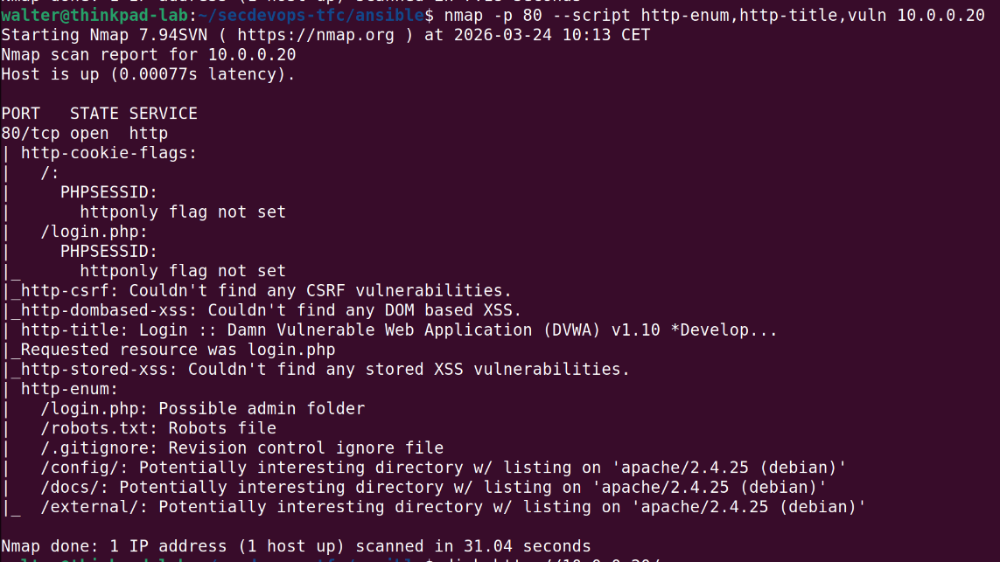 walter@thinkpad-lab:~/secdevops-tfc/ansible$ nmap -p 80 --script http-enum,http-title,vuln 10.0.0.20
Starting Nmap 7.94SVN ( https://nmap.org ) at 2026-03-24 10:13 CET
Nmap scan report for 10.0.0.20
Host is up (0.00077s latency).

PORT   STATE SERVICE
80/tcp open  http
| http-cookie-flags:
|   /:
|     PHPSESSID:
|       httponly flag not set
|   /login.php:
|     PHPSESSID:
|_      httponly flag not set
|_http-csrf: Couldn't find any CSRF vulnerabilities.
|_http-dombased-xss: Couldn't find any DOM based XSS.
| http-title: Login :: Damn Vulnerable Web Application (DVWA) v1.10 *Develop...
|_Requested resource was login.php
|_http-stored-xss: Couldn't find any stored XSS vulnerabilities.
| http-enum:
|   /login.php: Possible admin folder
|   /robots.txt: Robots file
|   /.gitignore: Revision control ignore file
|   /config/: Potentially interesting directory w/ listing on 'apache/2.4.25 (debian)'
|   /docs/: Potentially interesting directory w/ listing on 'apache/2.4.25 (debian)'
|_  /external/: Potentially interesting directory w/ listing on 'apache/2.4.25 (debian)'

Nmap done: 1 IP address (1 host up) scanned in 31.04 seconds